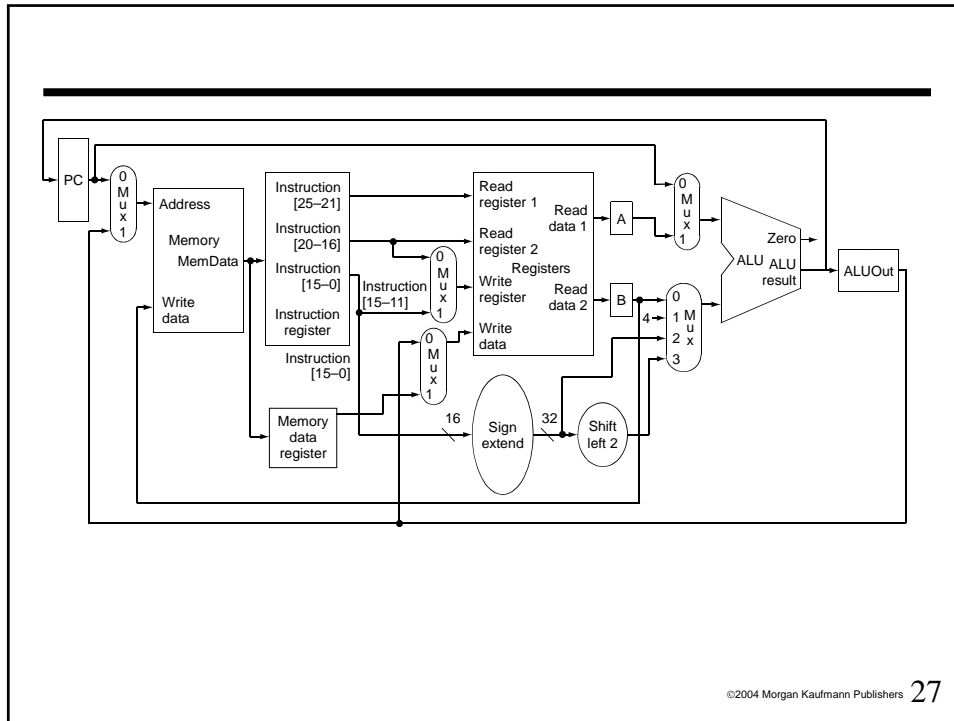 PC
0
M
u
x
1
Address
Memory
MemData
Write
data
Instruction
[25–21]
Instruction
[20–16]
Instruction
[15–0]
Instruction
register
Instruction
[15–0]
Instruction
[15–11]
Memory
data
register
0
M
u
x
1
0
M
u
x
1
Read
register 1
Read
register 2
Registers
Write
register
Write
data
Read
data 1
Read
data 2
16
Sign
extend
32
Shift
left 2
A
B
4
0
M
u
x
1
0
1
2
3
M
u
x
Zero
ALU
ALU
result
ALUOut
©2004 Morgan Kaufmann Publishers 27